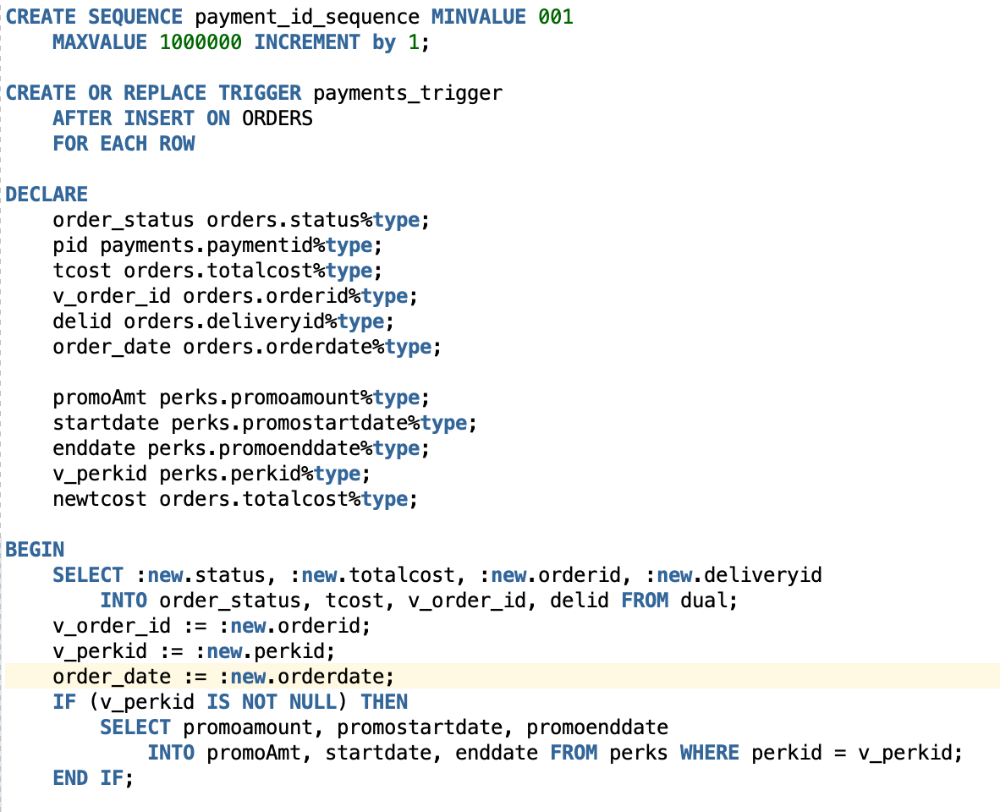 CREATE SEQUENCE payment_id_sequence MINVALUE 001
    MAXVALUE 1000000 INCREMENT by 1;

CREATE OR REPLACE TRIGGER payments_trigger
    AFTER INSERT ON ORDERS
    FOR EACH ROW

DECLARE
    order_status orders.status%type;
    pid payments.paymentid%type;
    tcost orders.totalcost%type;
    v_order_id orders.orderid%type;
    delid orders.deliveryid%type;
    order_date orders.orderdate%type;

    promoAmt perks.promoamount%type;
    startdate perks.promostartdate%type;
    enddate perks.promoenddate%type;
    v_perkid perks.perkid%type;
    newtcost orders.totalcost%type;

BEGIN
    SELECT :new.status, :new.totalcost, :new.orderid, :new.deliveryid
        INTO order_status, tcost, v_order_id, delid FROM dual;
    v_order_id := :new.orderid;
    v_perkid := :new.perkid;
    order_date := :new.orderdate;
    IF (v_perkid IS NOT NULL) THEN
        SELECT promoamount, promostartdate, promoenddate
            INTO promoAmt, startdate, enddate FROM perks WHERE perkid = v_perkid;
    END IF;